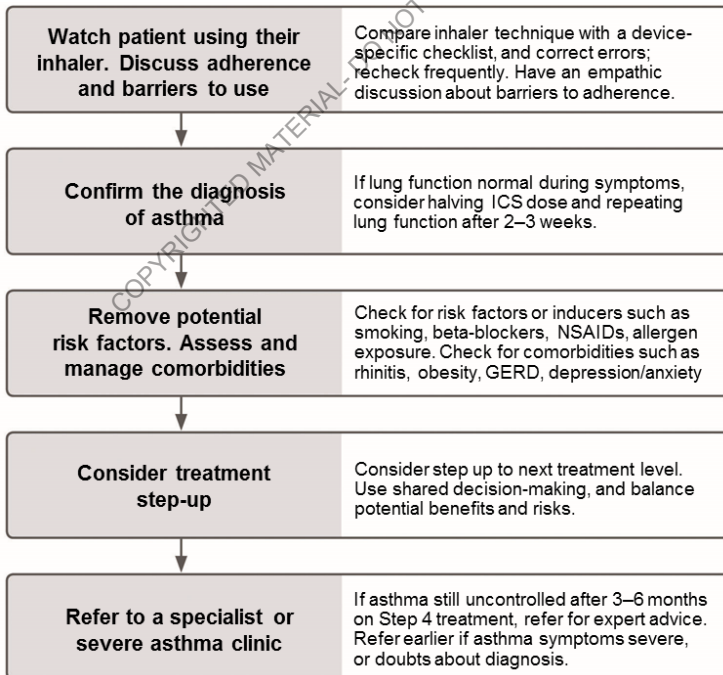 Watch patient using their
inhaler. Discuss adherence
and barriers to use
Compare inhaler technique with a device-
specific checklist, and correct errors;
recheck frequently. Have an empathic
discussion about barriers to adherence.
Confirm the diagnosis
of asthma
If lung function normal during symptoms,
consider halving ICS dose and repeating
lung function after 2–3 weeks.
Remove potential
risk factors. Assess and
manage comorbidities
Check for risk factors or inducers such as
smoking, beta-blockers, NSAIDs, allergen
exposure. Check for comorbidities such as
rhinitis, obesity, GERD, depression/anxiety
Consider treatment
step-up
Consider step up to next treatment level.
Use shared decision-making, and balance
potential benefits and risks.
Refer to a specialist or
severe asthma clinic
If asthma still uncontrolled after 3–6 months
on Step 4 treatment, refer for expert advice.
Refer earlier if asthma symptoms severe,
or doubts about diagnosis.
COPYRIGHTED MATERIAL- DO NOT